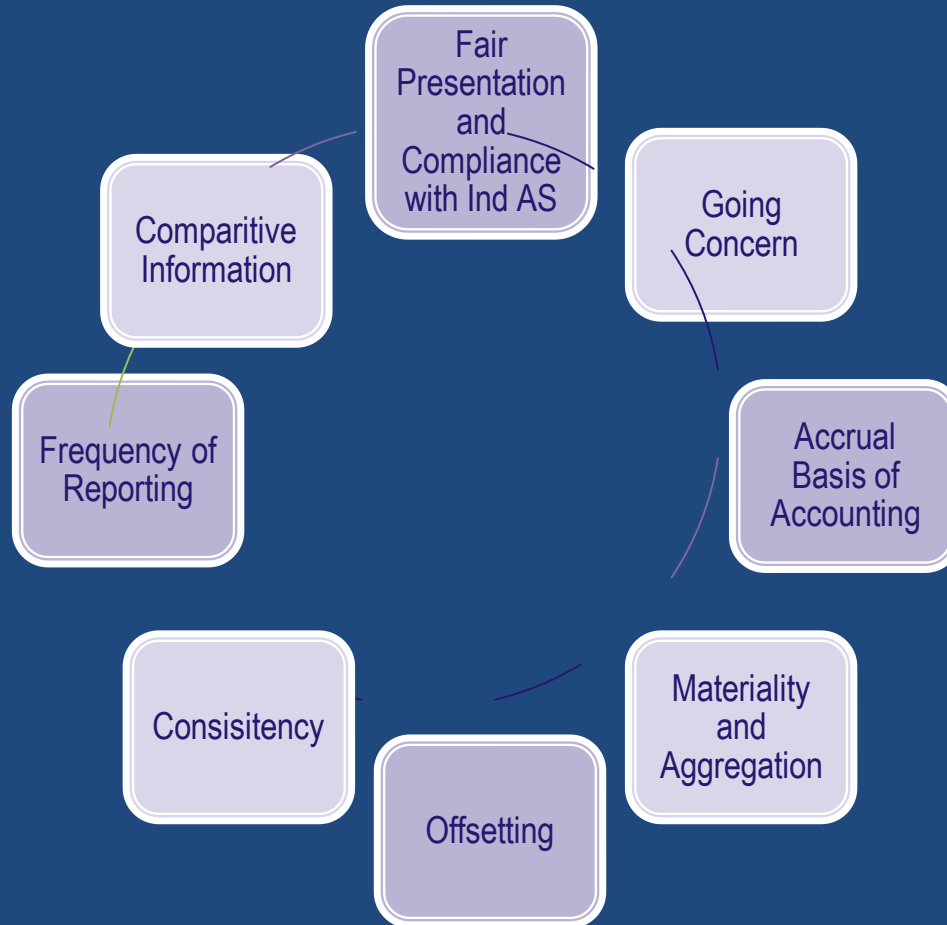 Fair
Presentation
and
Compliance
with Ind AS
Going
Concern
Accrual
Basis of
Accounting
Materiality
and
Aggregation
Offsetting
Consisitency
Frequency of
Reporting
Comparitive
Information